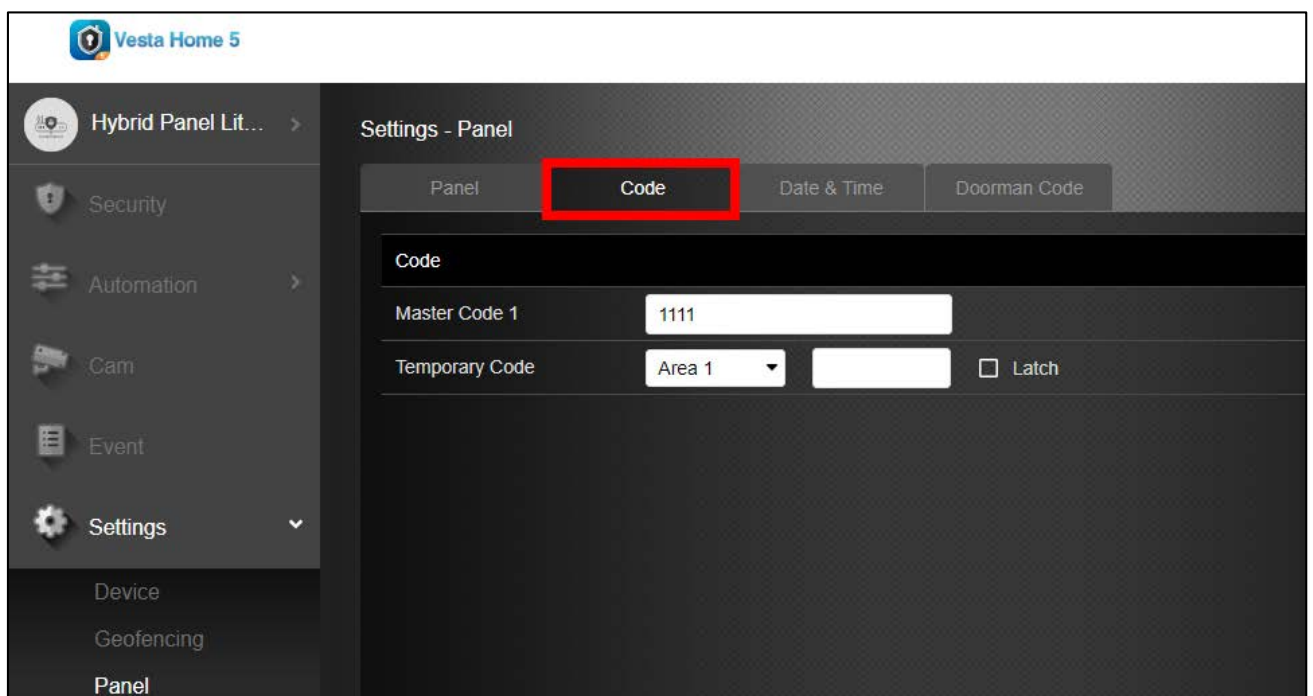 Vesta Home 5
Hybrid Panel Lit...
Settings - Panel
Panel Code Date & Time Doorman Code
Security
Code
Automation
Master Code 1 1111
Temporary Code Area 1 Latch
Cam
Event
Settings
Device
Geofencing
Panel